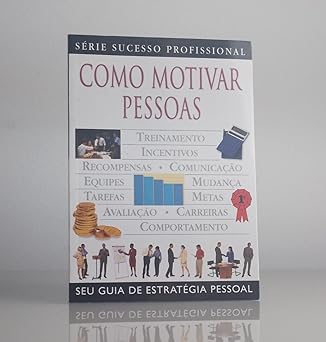 SÉRIE SUCESSO PROFISSIONAL
COMO MOTIVAR
PESSOAS
TREINAMENTO
INCENTIVOS
RECOMPENSAS • COMUNICAÇÃO
EQUIPES MUDANÇA
TAREFAS METAS
AVALIAÇÃO • CARREIRAS
COMPORTAMENTO
1
SEU GUIA DE ESTRATÉGIA PESSOAL